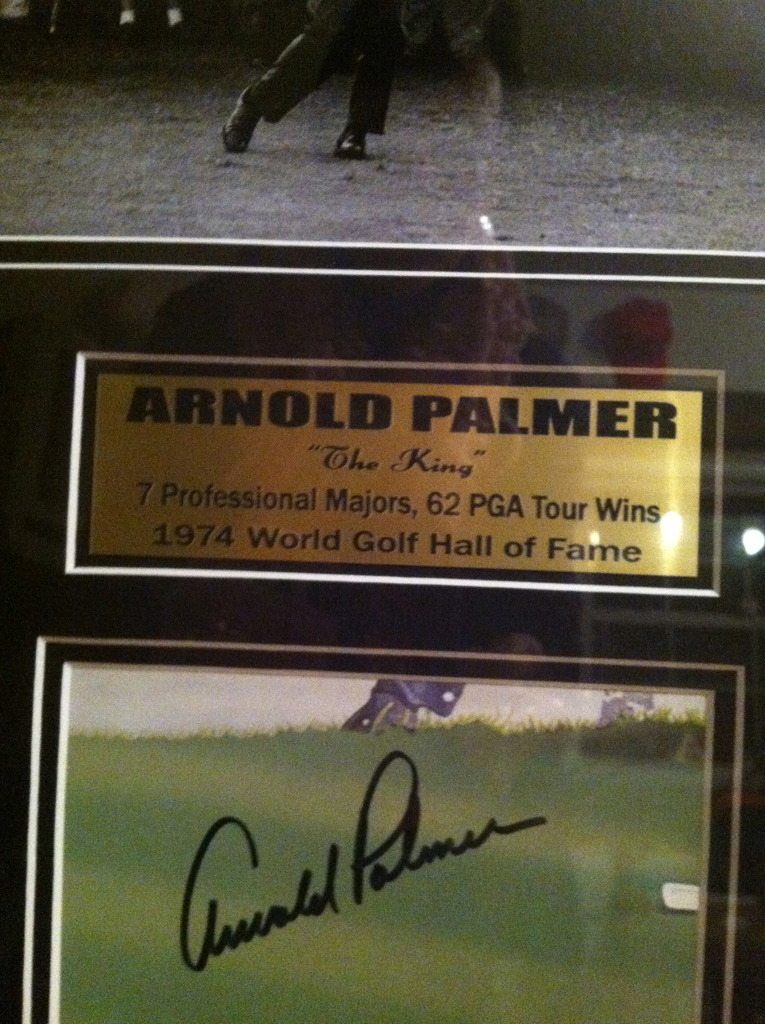 ARNOLD PALMER
"The King"
7 Professional Majors, 62 PGA Tour Wins
1974 World Golf Hall of Fame
Arnold Palmer